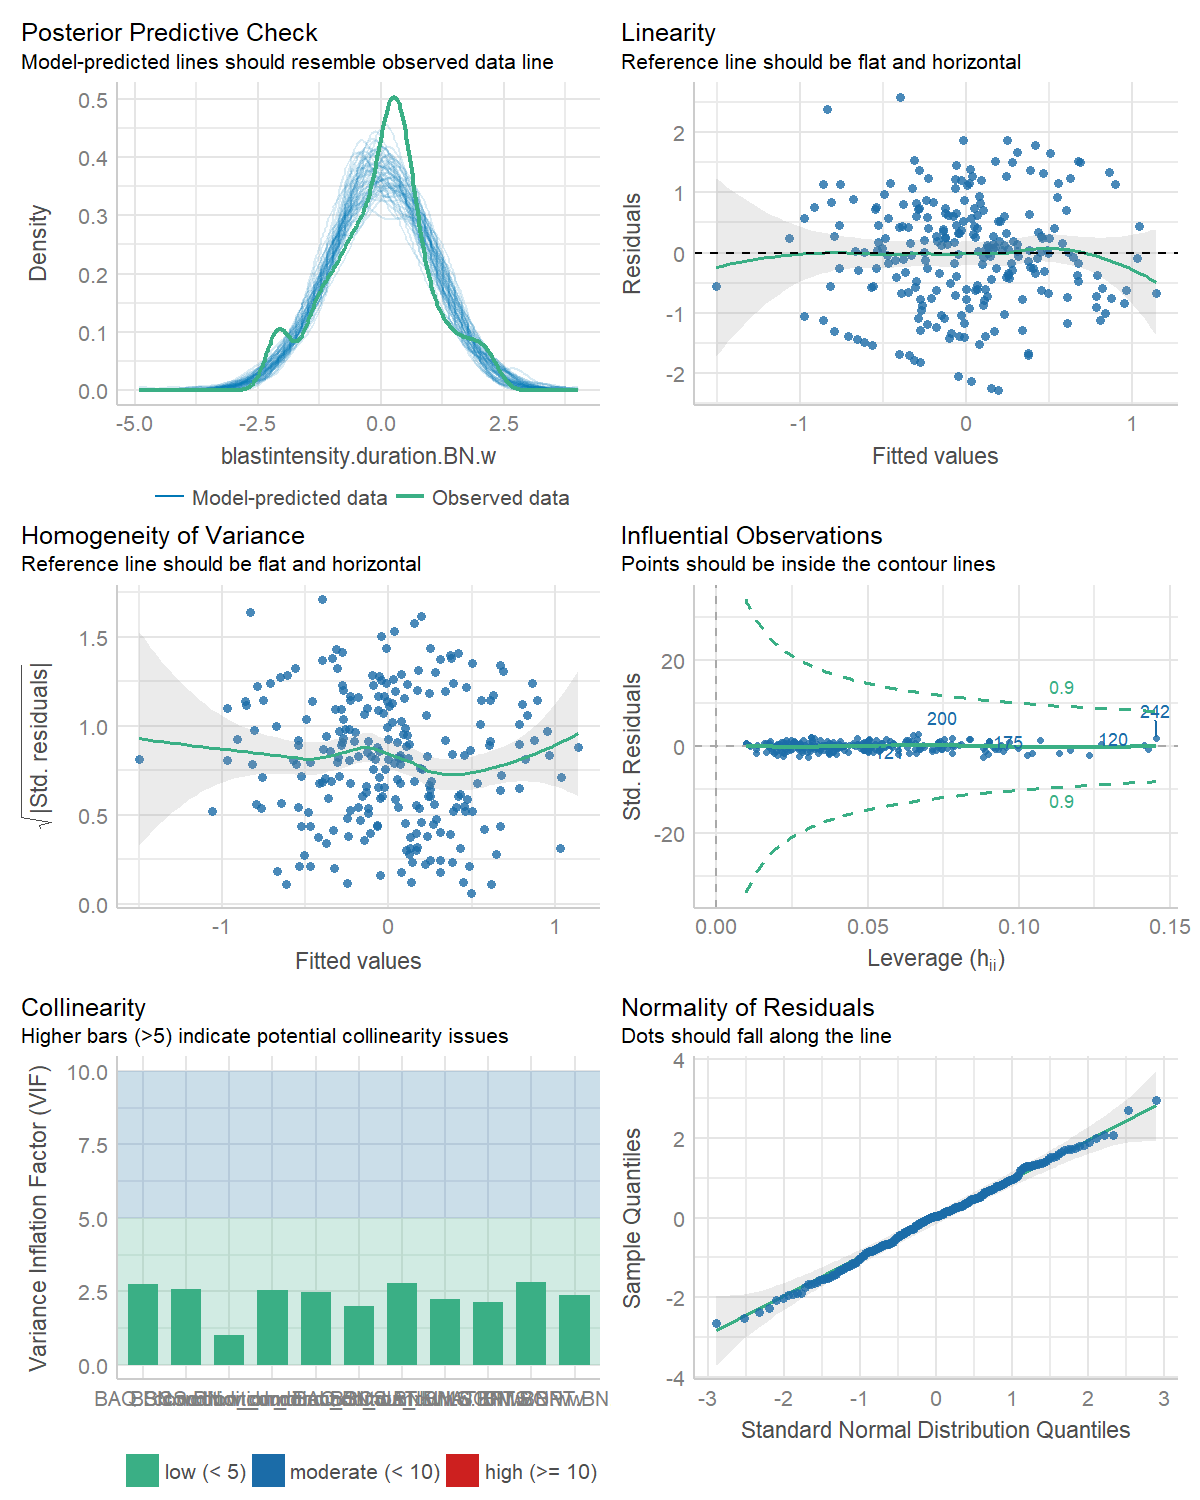 Posterior Predictive Check
Model-predicted lines should resemble observed data line
0.5
0.4
0.3
0.2
0.1
0.0
Density
-5.0 -2.5 0.0 2.5
blastintensity.duration.BN.w
Model-predicted data Observed data
Linearity
Reference line should be flat and horizontal
2
1
0
-1
-2
Residuals
-1 0 1
Fitted values
Homogeneity of Variance
Reference line should be flat and horizontal
1.5
1.0
0.5
0.0
√|Std. residuals|
-1 0 1
Fitted values
Influential Observations
Points should be inside the contour lines
20
0
-20
Std. Residuals
0.9
242
200
175
120
0.9
0.00 0.05 0.10 0.15
Leverage (hii)
Collinearity
Higher bars (>5) indicate potential collinearity issues
10.0
7.5
5.0
2.5
0.0
Variance Inflation Factor (VIF)
low (< 5) moderate (< 10) high (>= 10)
Normality of Residuals
Dots should fall along the line
4
2
0
-2
-4
Sample Quantiles
-3 -2 -1 0 1 2 3
Standard Normal Distribution Quantiles